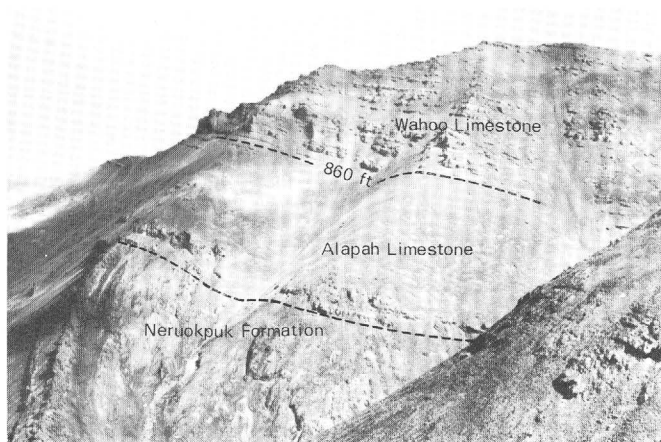 Wahoo Limestone
860 ft
Alapah Limestone
Neruokpuk Formation